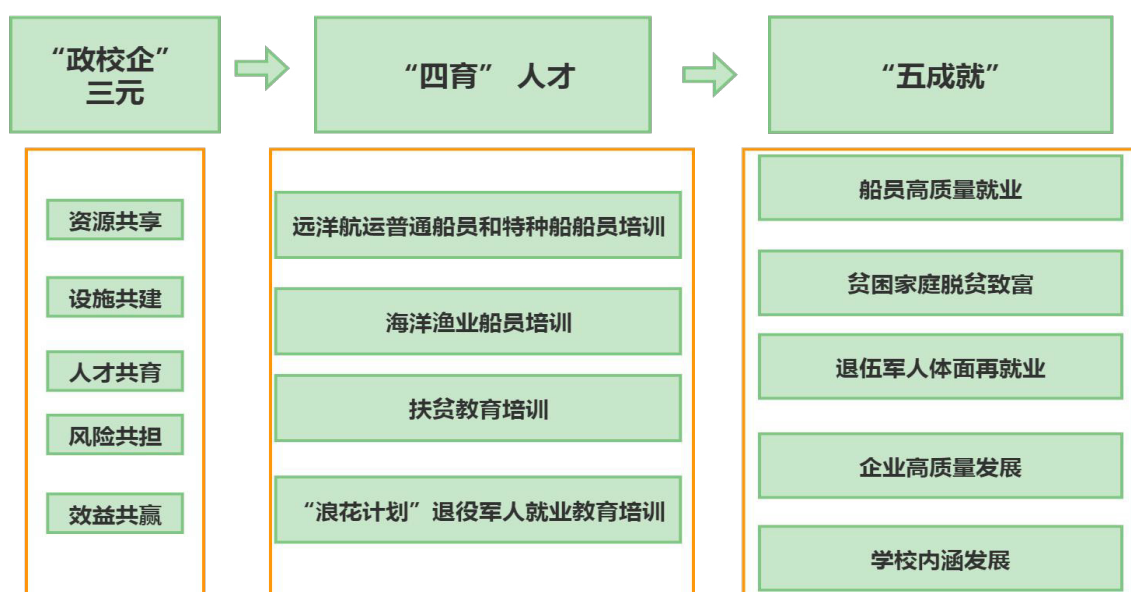 “政校企”
三元
“四育” 人才
“五成就”
资源共享
设施共建
人才共育
风险共担
效益共赢
远洋航运普通船员和特种船船员培训
海洋渔业船员培训
扶贫教育培训
“浪花计划”退役军人就业教育培训
船员高质量就业
贫困家庭脱贫致富
退伍军人体面再就业
企业高质量发展
学校内涵发展